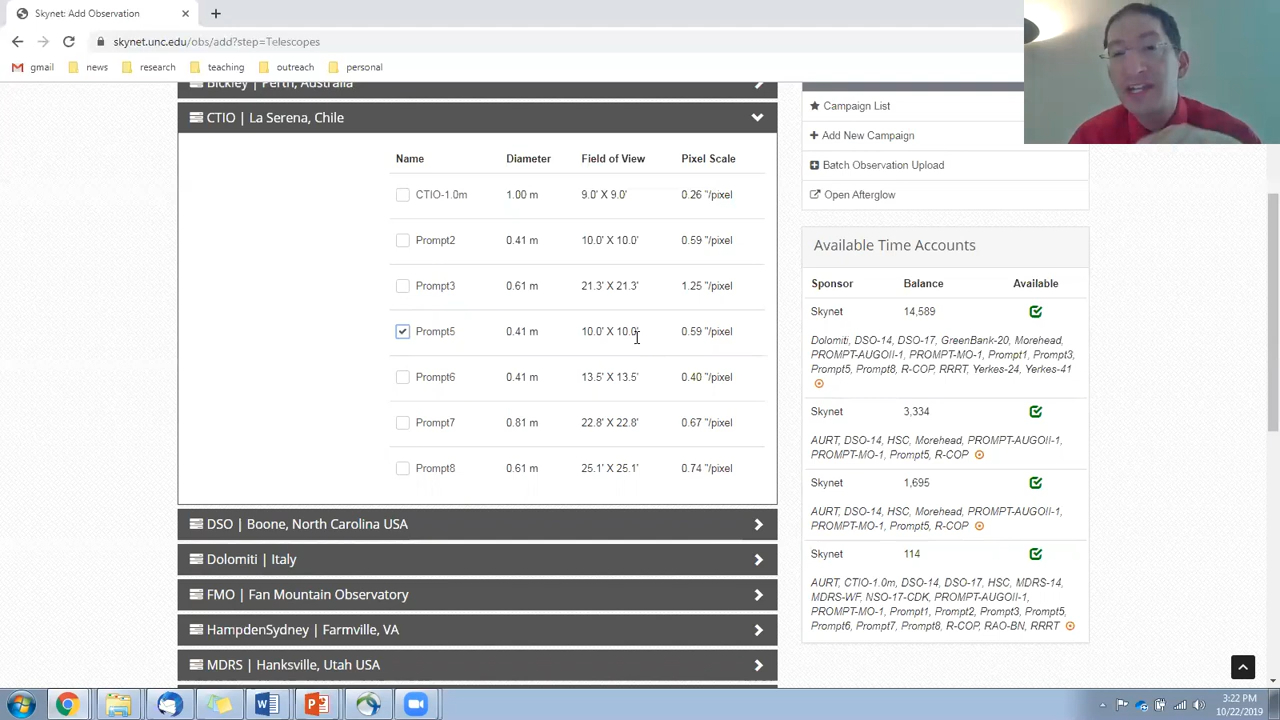 Skynet: Add Observation
skynet.unc.edu/obs/add?step=Telescopes
gmail news research teaching outreach personal
Bickley | Perth, Australia
CTIO | La Serena, Chile
Name Diameter Field of View Pixel Scale
CTIO-1.0m 1.00 m 9.0' X 9.0' 0.26 "/pixel
Prompt2 0.41 m 10.0' X 10.0' 0.59 "/pixel
Prompt3 0.61 m 21.3' X 21.3' 1.25 "/pixel
Prompt5 0.41 m 10.0' X 10.0' 0.59 "/pixel
Prompt6 0.41 m 13.5' X 13.5' 0.40 "/pixel
Prompt7 0.81 m 22.8' X 22.8' 0.67 "/pixel
Prompt8 0.61 m 25.1' X 25.1' 0.74 "/pixel
DSO | Boone, North Carolina USA
Dolomiti | Italy
FMO | Fan Mountain Observatory
HampdenSydney | Farmville, VA
MDRS | Hanksville, Utah USA
Campaign List
Add New Campaign
Batch Observation Upload
Open Afterglow
Available Time Accounts
Sponsor Balance Available
Skynet 14,589
Dolomiti, DSO-14, DSO-17, GreenBank-20, Morehead,
PROMPT-AUGOII-1, PROMPT-MO-1, Prompt1, Prompt3,
Prompt5, Prompt8, R-COP, RRRT, Yerkes-24, Yerkes-41
Skynet 3,334
AURT, DSO-14, HSC, Morehead, PROMPT-AUGOII-1,
PROMPT-MO-1, Prompt5, R-COP
Skynet 1,695
AURT, DSO-14, HSC, Morehead, PROMPT-AUGOII-1,
PROMPT-MO-1, Prompt5, R-COP
Skynet 114
AURT, CTIO-1.0m, DSO-14, DSO-17, HSC, MDRS-14,
MDRS-WF, NSO-17-CDK, PROMPT-AUGOII-1,
PROMPT-MO-1, Prompt1, Prompt2, Prompt3, Prompt5,
Prompt6, Prompt7, Prompt8, R-COP, RAO-BN, RRRT
3:22 PM
10/22/2019